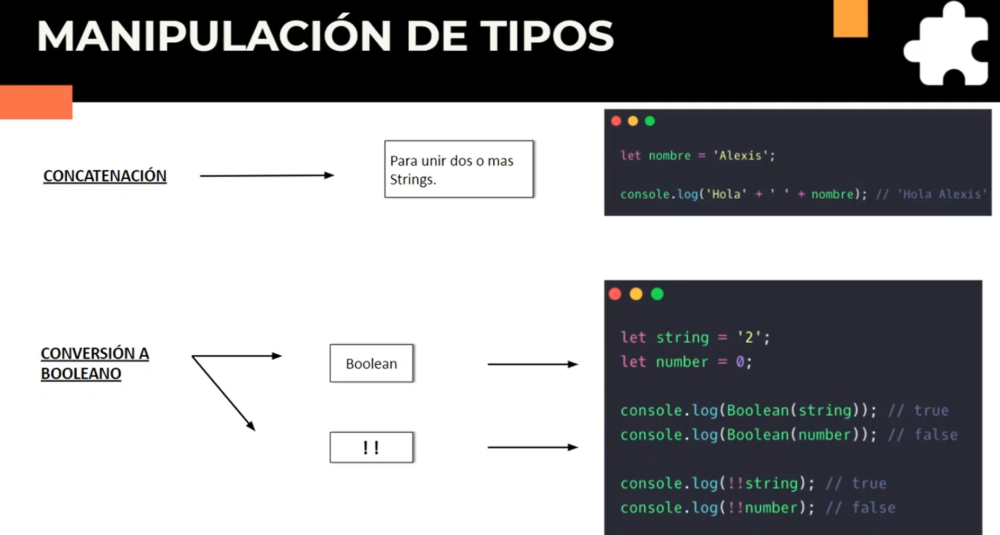 MANIPULACIÓN DE TIPOS
CONCATENACIÓN
Para unir dos o mas
Strings.
let nombre = 'Alexis';
console.log('Hola' + ' ' + nombre); // 'Hola Alexis'
CONVERSIÓN A
BOOLEANO
Boolean
!!
let string = '2';
let number = 0;
console.log(Boolean(string)); // true
console.log(Boolean(number)); // false
console.log(!!string); // true
console.log(!!number); // false